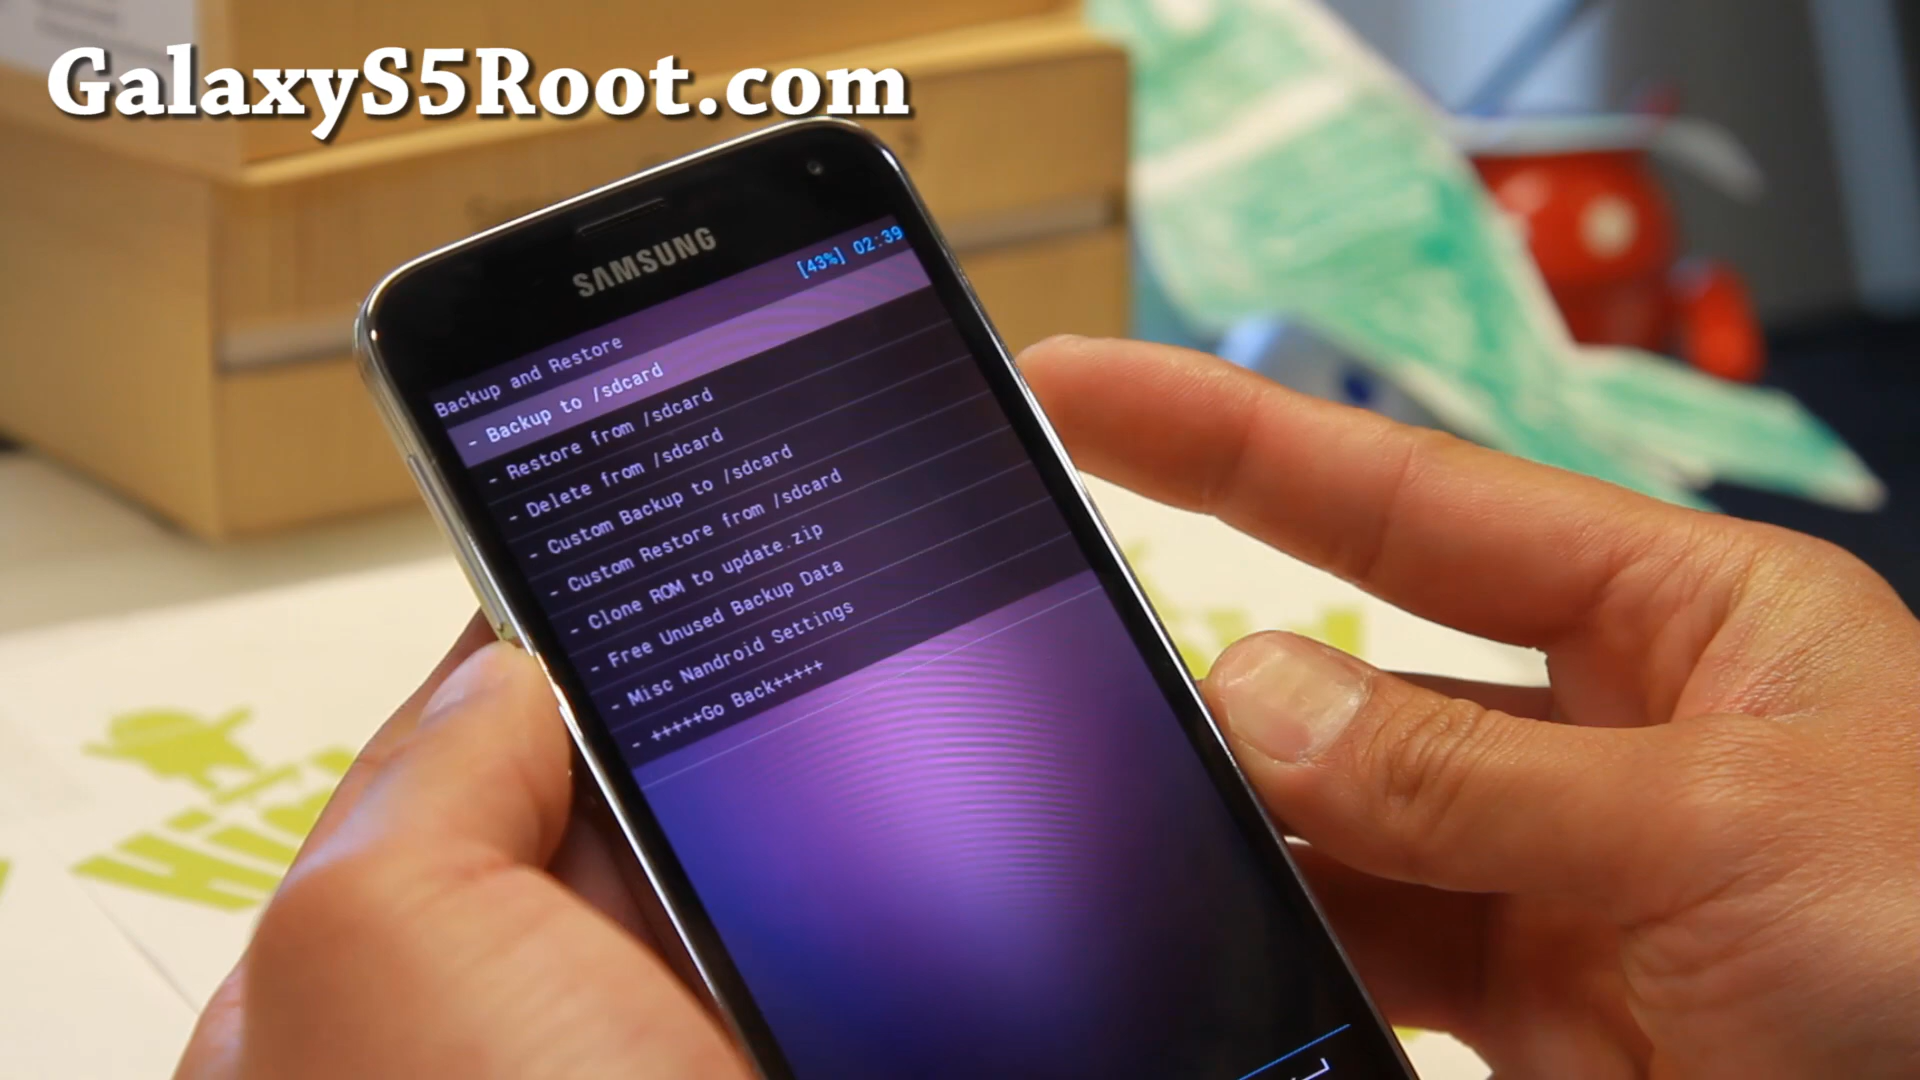 GalaxyS5Root.com
SAMSUNG
[43%] 02:39
Backup and Restore
- Backup to /sdcard
- Restore from /sdcard
- Delete from /sdcard
- Custom Backup to /sdcard
- Custom Restore from /sdcard
- Clone ROM to update.zip
- Free Unused Backup Data
- Misc Nandroid Settings
- +++++Go Back+++++